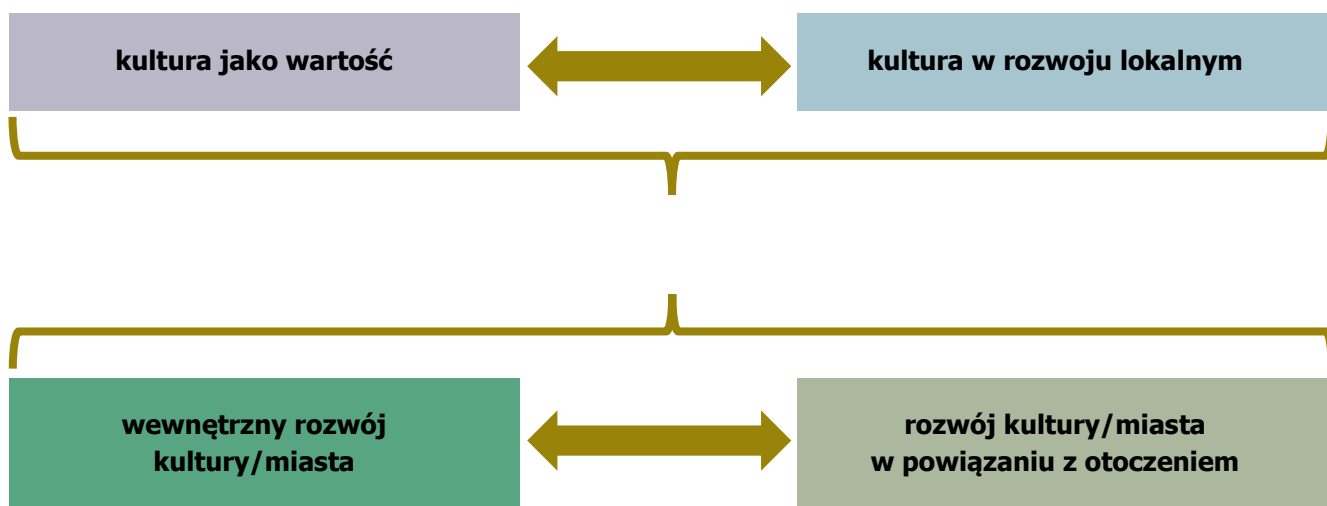 kultura jako wartość
kultura w rozwoju lokalnym
wewnętrzny rozwój
kultury/miasta
rozwój kultury/miasta
w powiązaniu z otoczeniem